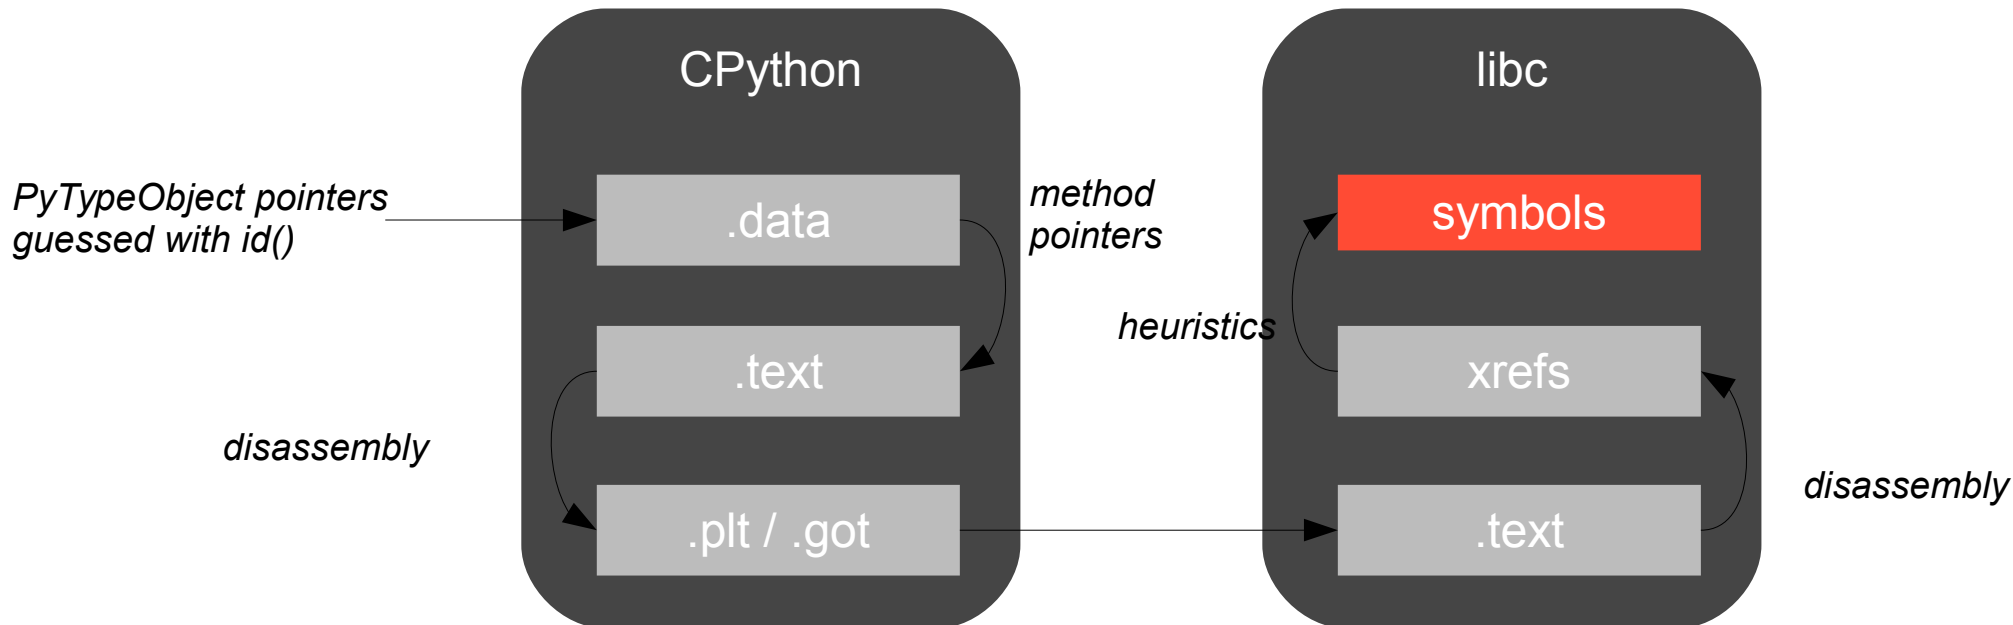 CPython
libc
PyTypeObject pointers
guessed with id()
.data
method
pointers
symbols
heuristics
.text
xrefs
disassembly
disassembly
.plt / .got
.text